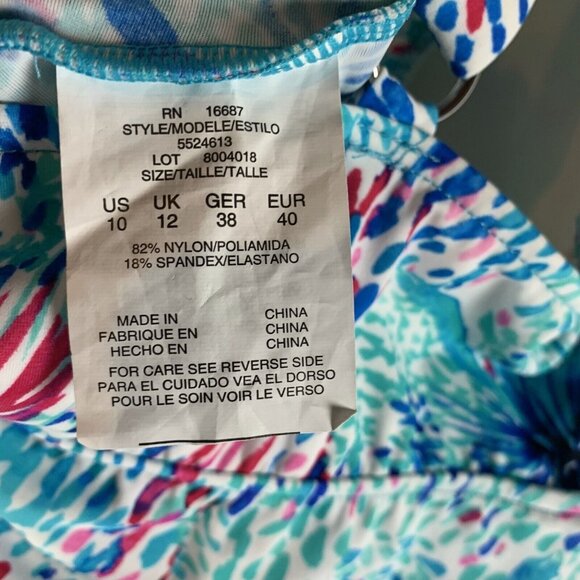 RN 16687
STYLE/MODELE/ESTILO
5524613
LOT 8004018
SIZE/TAILLE/TALLE
US UK GER EUR
10 12 38 40
82% NYLON/POLIAMIDA
18% SPANDEX/ELASTANO
MADE IN CHINA
FABRIQUE EN CHINA
HECHO EN CHINA
FOR CARE SEE REVERSE SIDE
PARA EL CUIDADO VEA EL DORSO
POUR LE SOIN VOIR LE VERSO